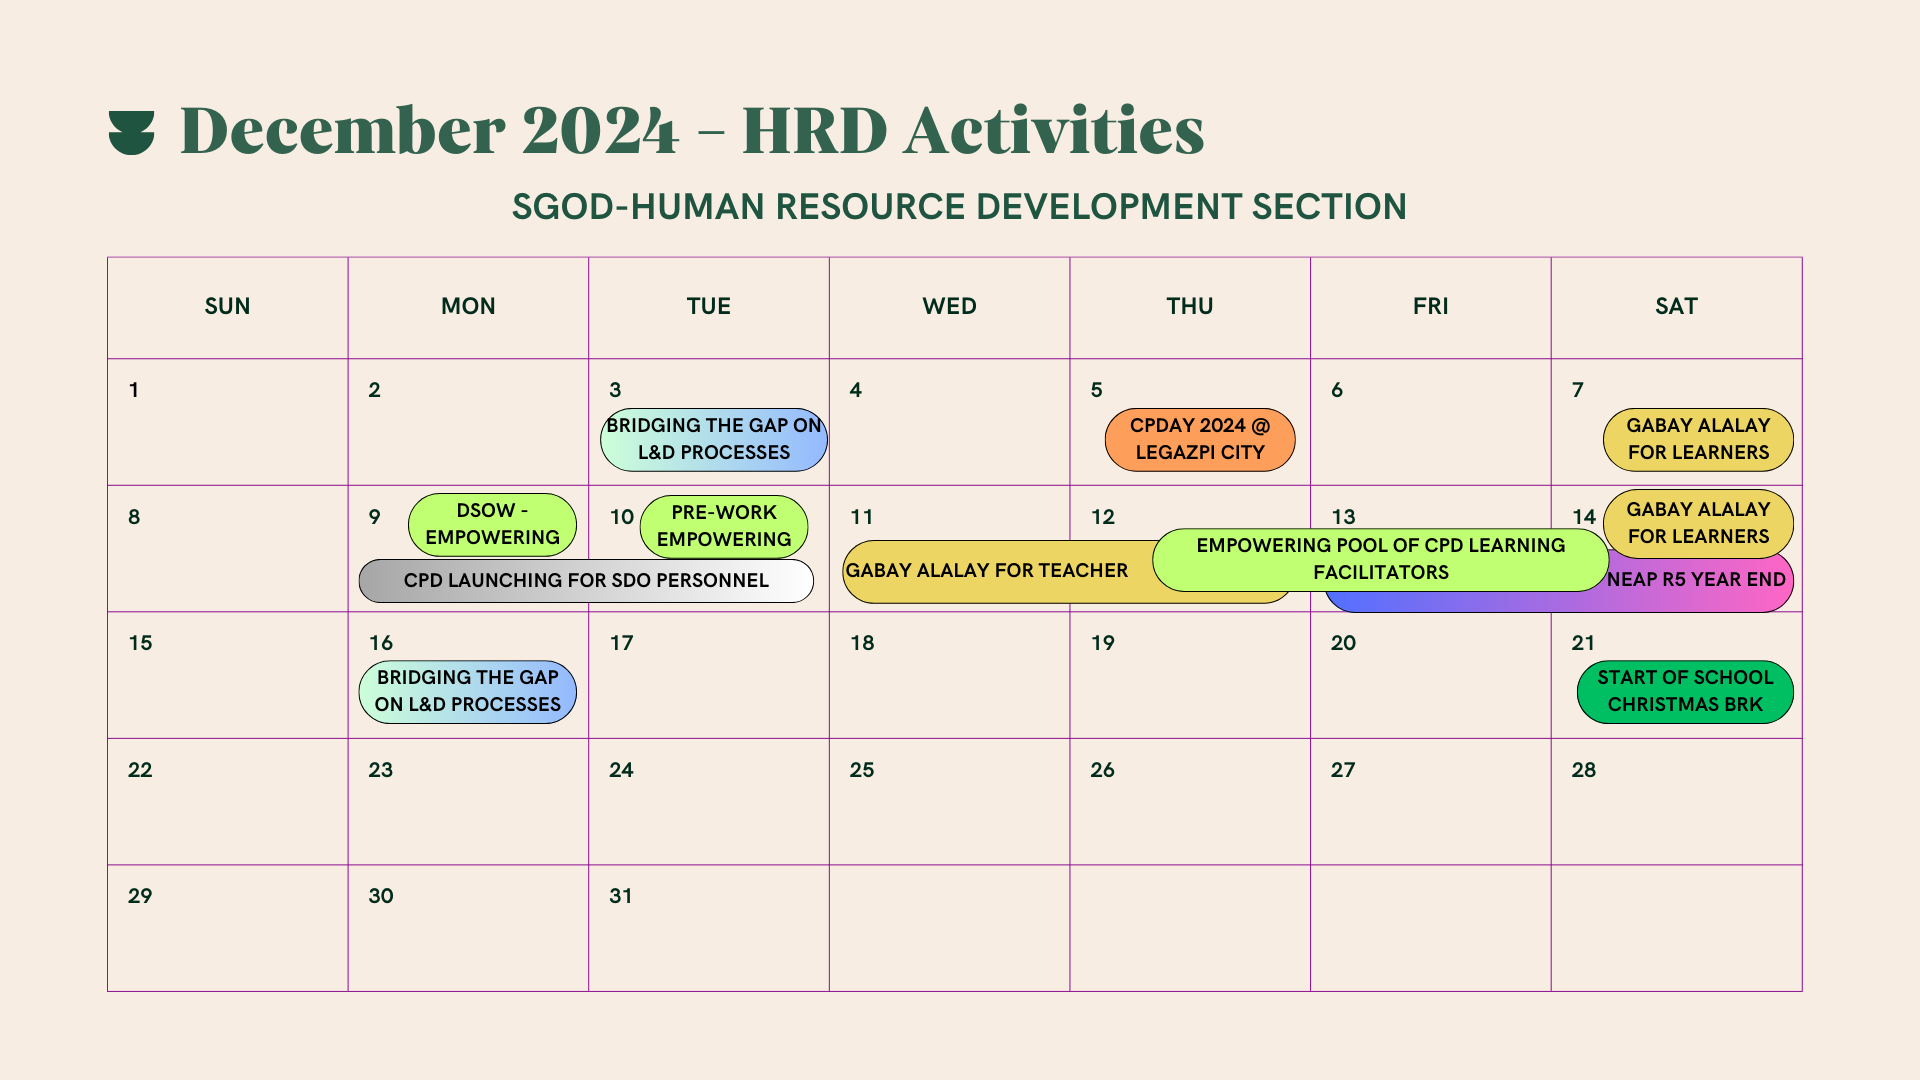 December 2024 – HRD Activities
SGOD-HUMAN RESOURCE DEVELOPMENT SECTION
SUN
MON
TUE
WED
THU
FRI
SAT
1
2
3
BRIDGING THE GAP ON
L&D PROCESSES
4
5
CPDAY 2024 @
LEGAZPI CITY
6
7
GABAY ALALAY
FOR LEARNERS
8
9
DSOW -
EMPOWERING
10
PRE-WORK
EMPOWERING
CPD LAUNCHING FOR SDO PERSONNEL
11
GABAY ALALAY FOR TEACHER
12
13
EMPOWERING POOL OF CPD LEARNING
FACILITATORS
14
GABAY ALALAY
FOR LEARNERS
NEAP R5 YEAR END
15
16
BRIDGING THE GAP
ON L&D PROCESSES
17
18
19
20
21
START OF SCHOOL
CHRISTMAS BRK
22
23
24
25
26
27
28
29
30
31